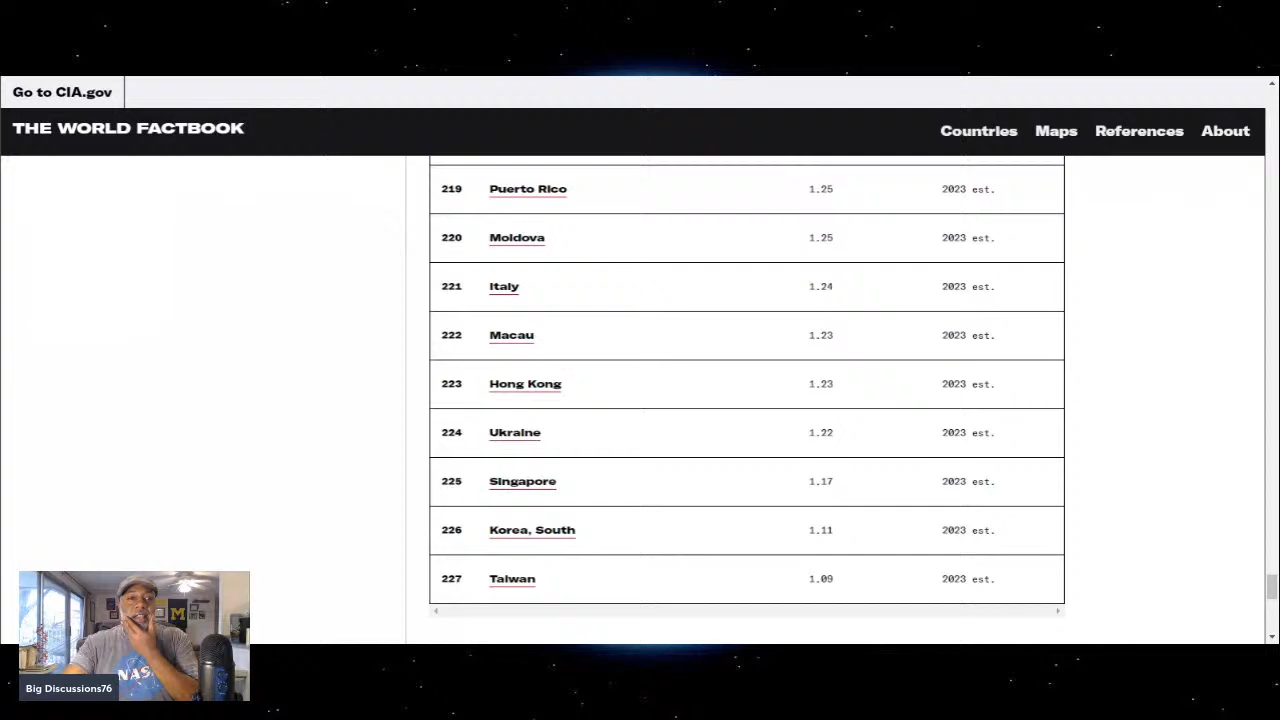 Go to CIA.gov
THE WORLD FACTBOOK
Countries Maps References About
219 Puerto Rico 1.25 2023 est.
220 Moldova 1.25 2023 est.
221 Italy 1.24 2023 est.
222 Macau 1.23 2023 est.
223 Hong Kong 1.23 2023 est.
224 Ukraine 1.22 2023 est.
225 Singapore 1.17 2023 est.
226 Korea, South 1.11 2023 est.
227 Taiwan 1.09 2023 est.
M
NASA
Big Discussions76